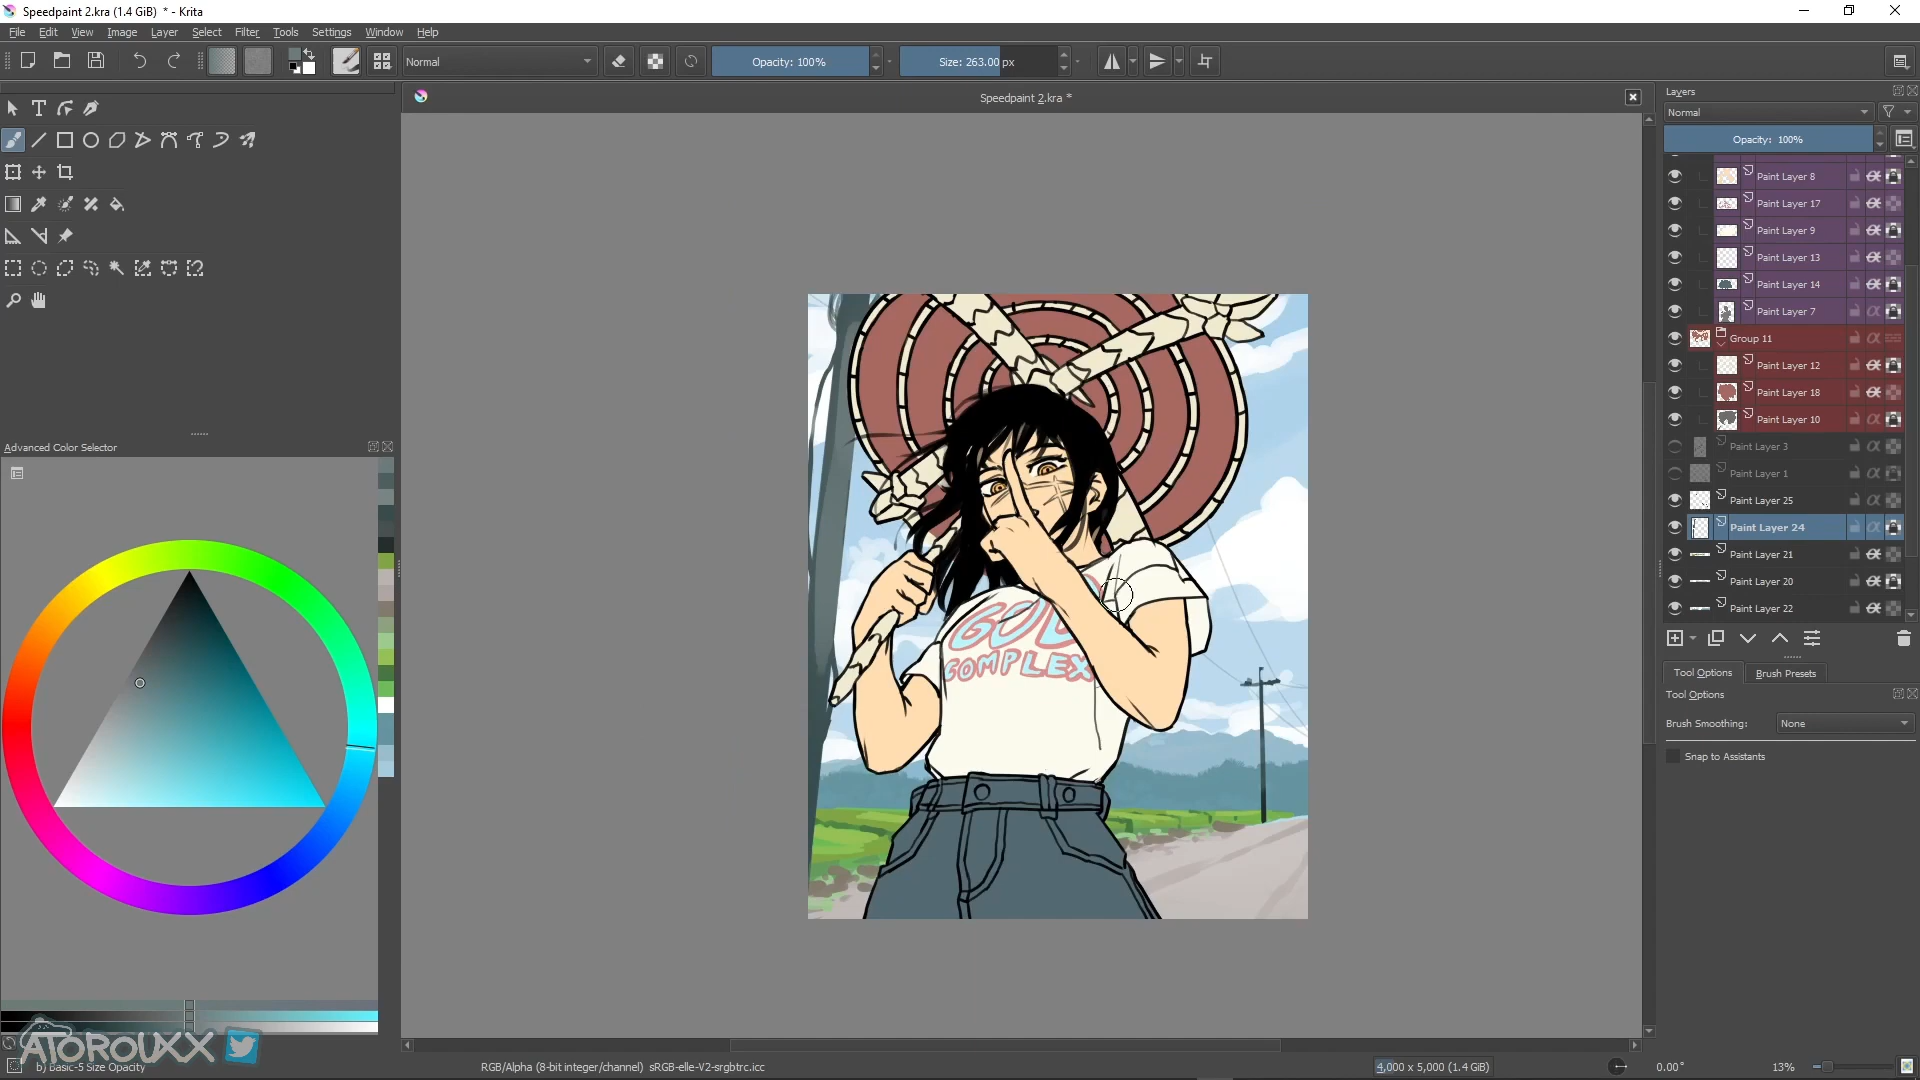 Speedpaint 2.kra (1.4 GiB) * - Krita
File Edit View Image Layer Select Filter Tools Settings Window Help
Normal
Opacity: 100%
Size: 263.00 px
Speedpaint 2.kra *
Layers
Normal
Opacity: 100%
Paint Layer 8
Paint Layer 17
Paint Layer 9
Paint Layer 13
Paint Layer 14
Paint Layer 7
Group 11
Paint Layer 12
Paint Layer 18
Paint Layer 10
Paint Layer 3
Paint Layer 1
Paint Layer 25
Paint Layer 24
Paint Layer 21
Paint Layer 20
Paint Layer 22
Advanced Color Selector
GOD
COMPLEX
Tool Options
Brush Presets
Tool Options
Brush Smoothing: None
Snap to Assistants
ATOROUXX
b) Basic-5 Size Opacity
RGB/Alpha (8-bit integer/channel) sRGB-elle-V2-srgbtrc.icc
4,000 x 5,000 (1.4 GiB)
0.00°
13%